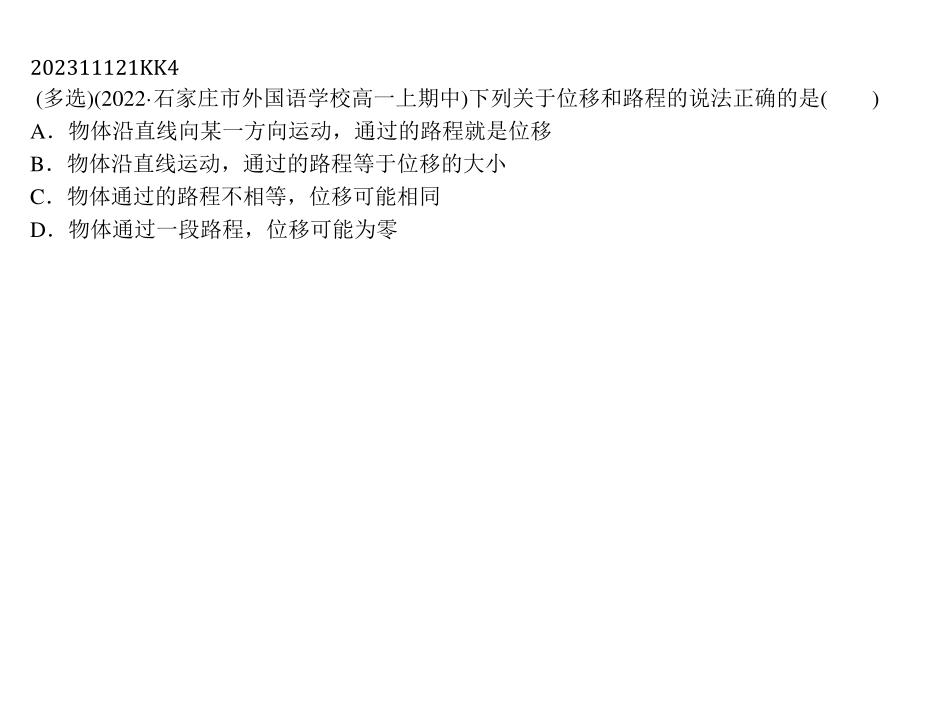 202311121KK4
(多选)(2022·石家庄市外国语学校高一上期中)下列关于位移和路程的说法正确的是(　　)
A．物体沿直线向某一方向运动，通过的路程就是位移
B．物体沿直线运动，通过的路程等于位移的大小
C．物体通过的路程不相等，位移可能相同
D．物体通过一段路程，位移可能为零